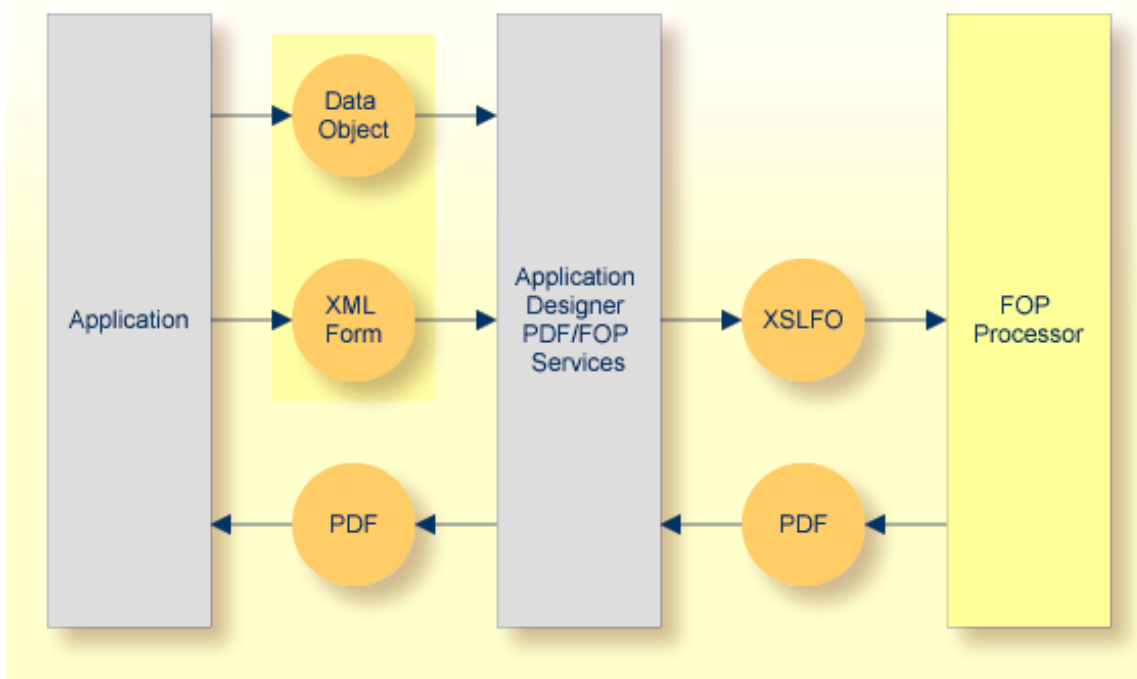 Data
Object
Application
XML
Form
Application
Designer
PDF/FOP
Services
XSLFO
FOP
Processor
PDF
PDF